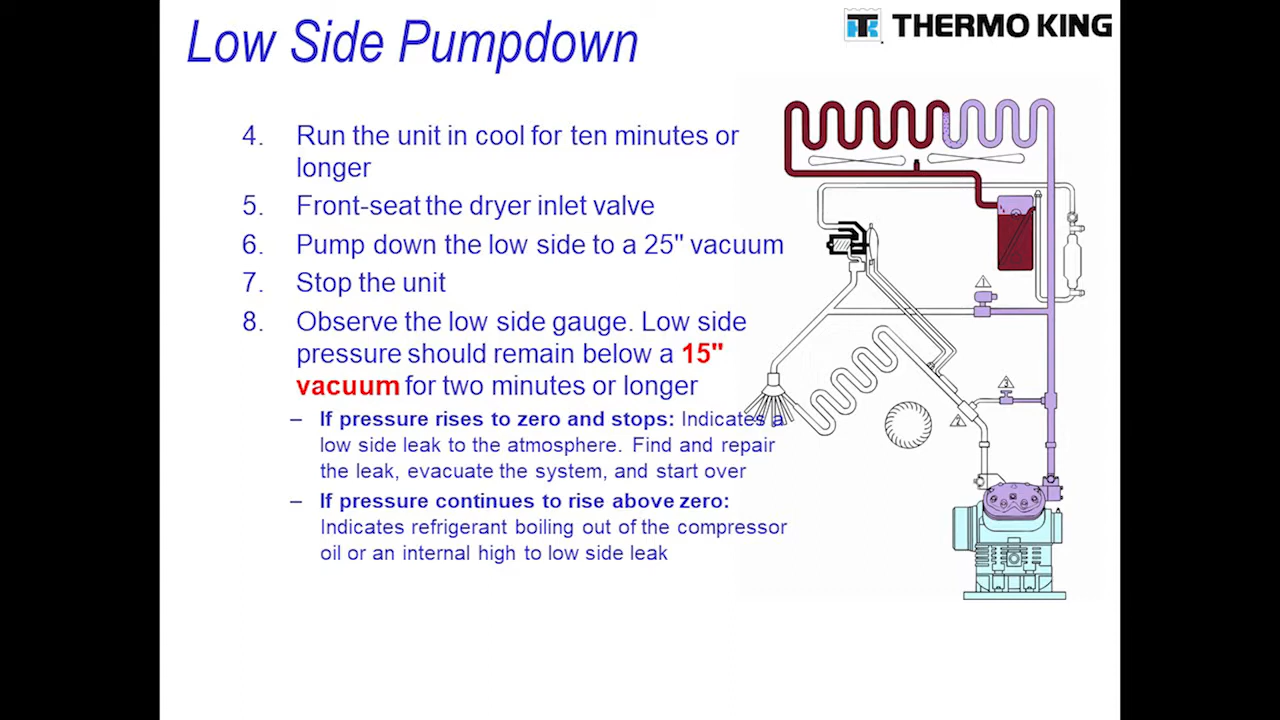 Low Side Pumpdown
THERMO KING
4. Run the unit in cool for ten minutes or
longer
5. Front-seat the dryer inlet valve
6. Pump down the low side to a 25" vacuum
7. Stop the unit
8. Observe the low side gauge. Low side
pressure should remain below a 15"
vacuum for two minutes or longer
– If pressure rises to zero and stops: Indicates a
low side leak to the atmosphere. Find and repair
the leak, evacuate the system, and start over
– If pressure continues to rise above zero:
Indicates refrigerant boiling out of the compressor
oil or an internal high to low side leak